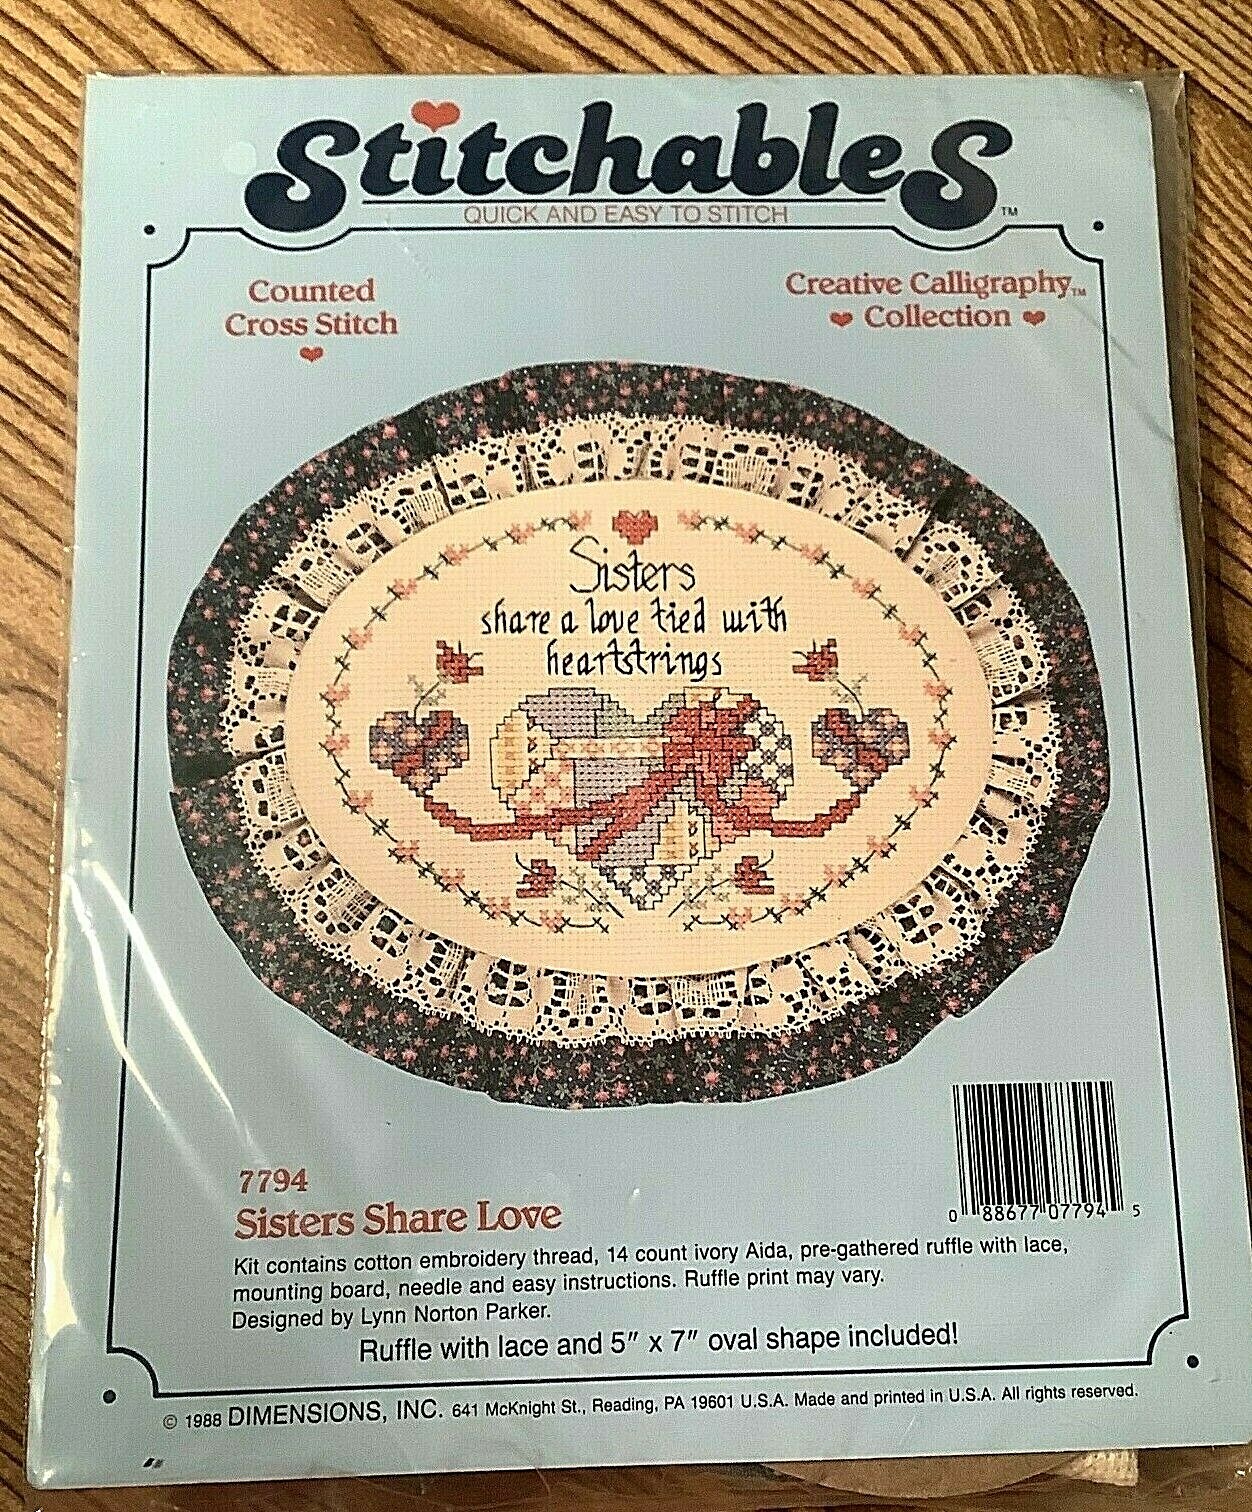 StitchableS™
QUICK AND EASY TO STITCH
Counted
Cross Stitch
Creative Calligraphy™
Collection
Sisters
share a love tied with
heartstrings
7794
Sisters Share Love
Kit contains cotton embroidery thread, 14 count ivory Aida, pre-gathered ruffle with lace,
mounting board, needle and easy instructions. Ruffle print may vary.
Designed by Lynn Norton Parker.
Ruffle with lace and 5" x 7" oval shape included!
0 88677 07794 5
© 1988 DIMENSIONS, INC. 641 McKnight St., Reading, PA 19601 U.S.A. Made and printed in U.S.A. All rights reserved.